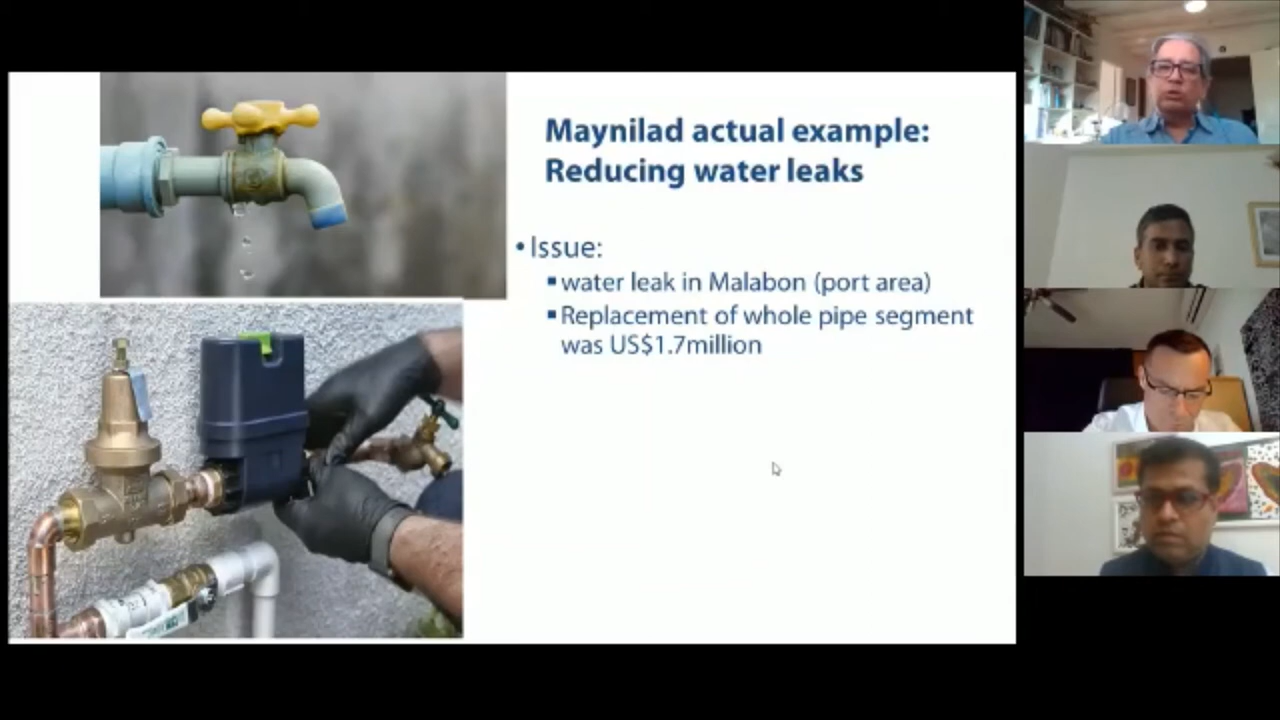 Maynilad actual example:
Reducing water leaks
• Issue:
▪ water leak in Malabon (port area)
▪ Replacement of whole pipe segment
was US$1.7million